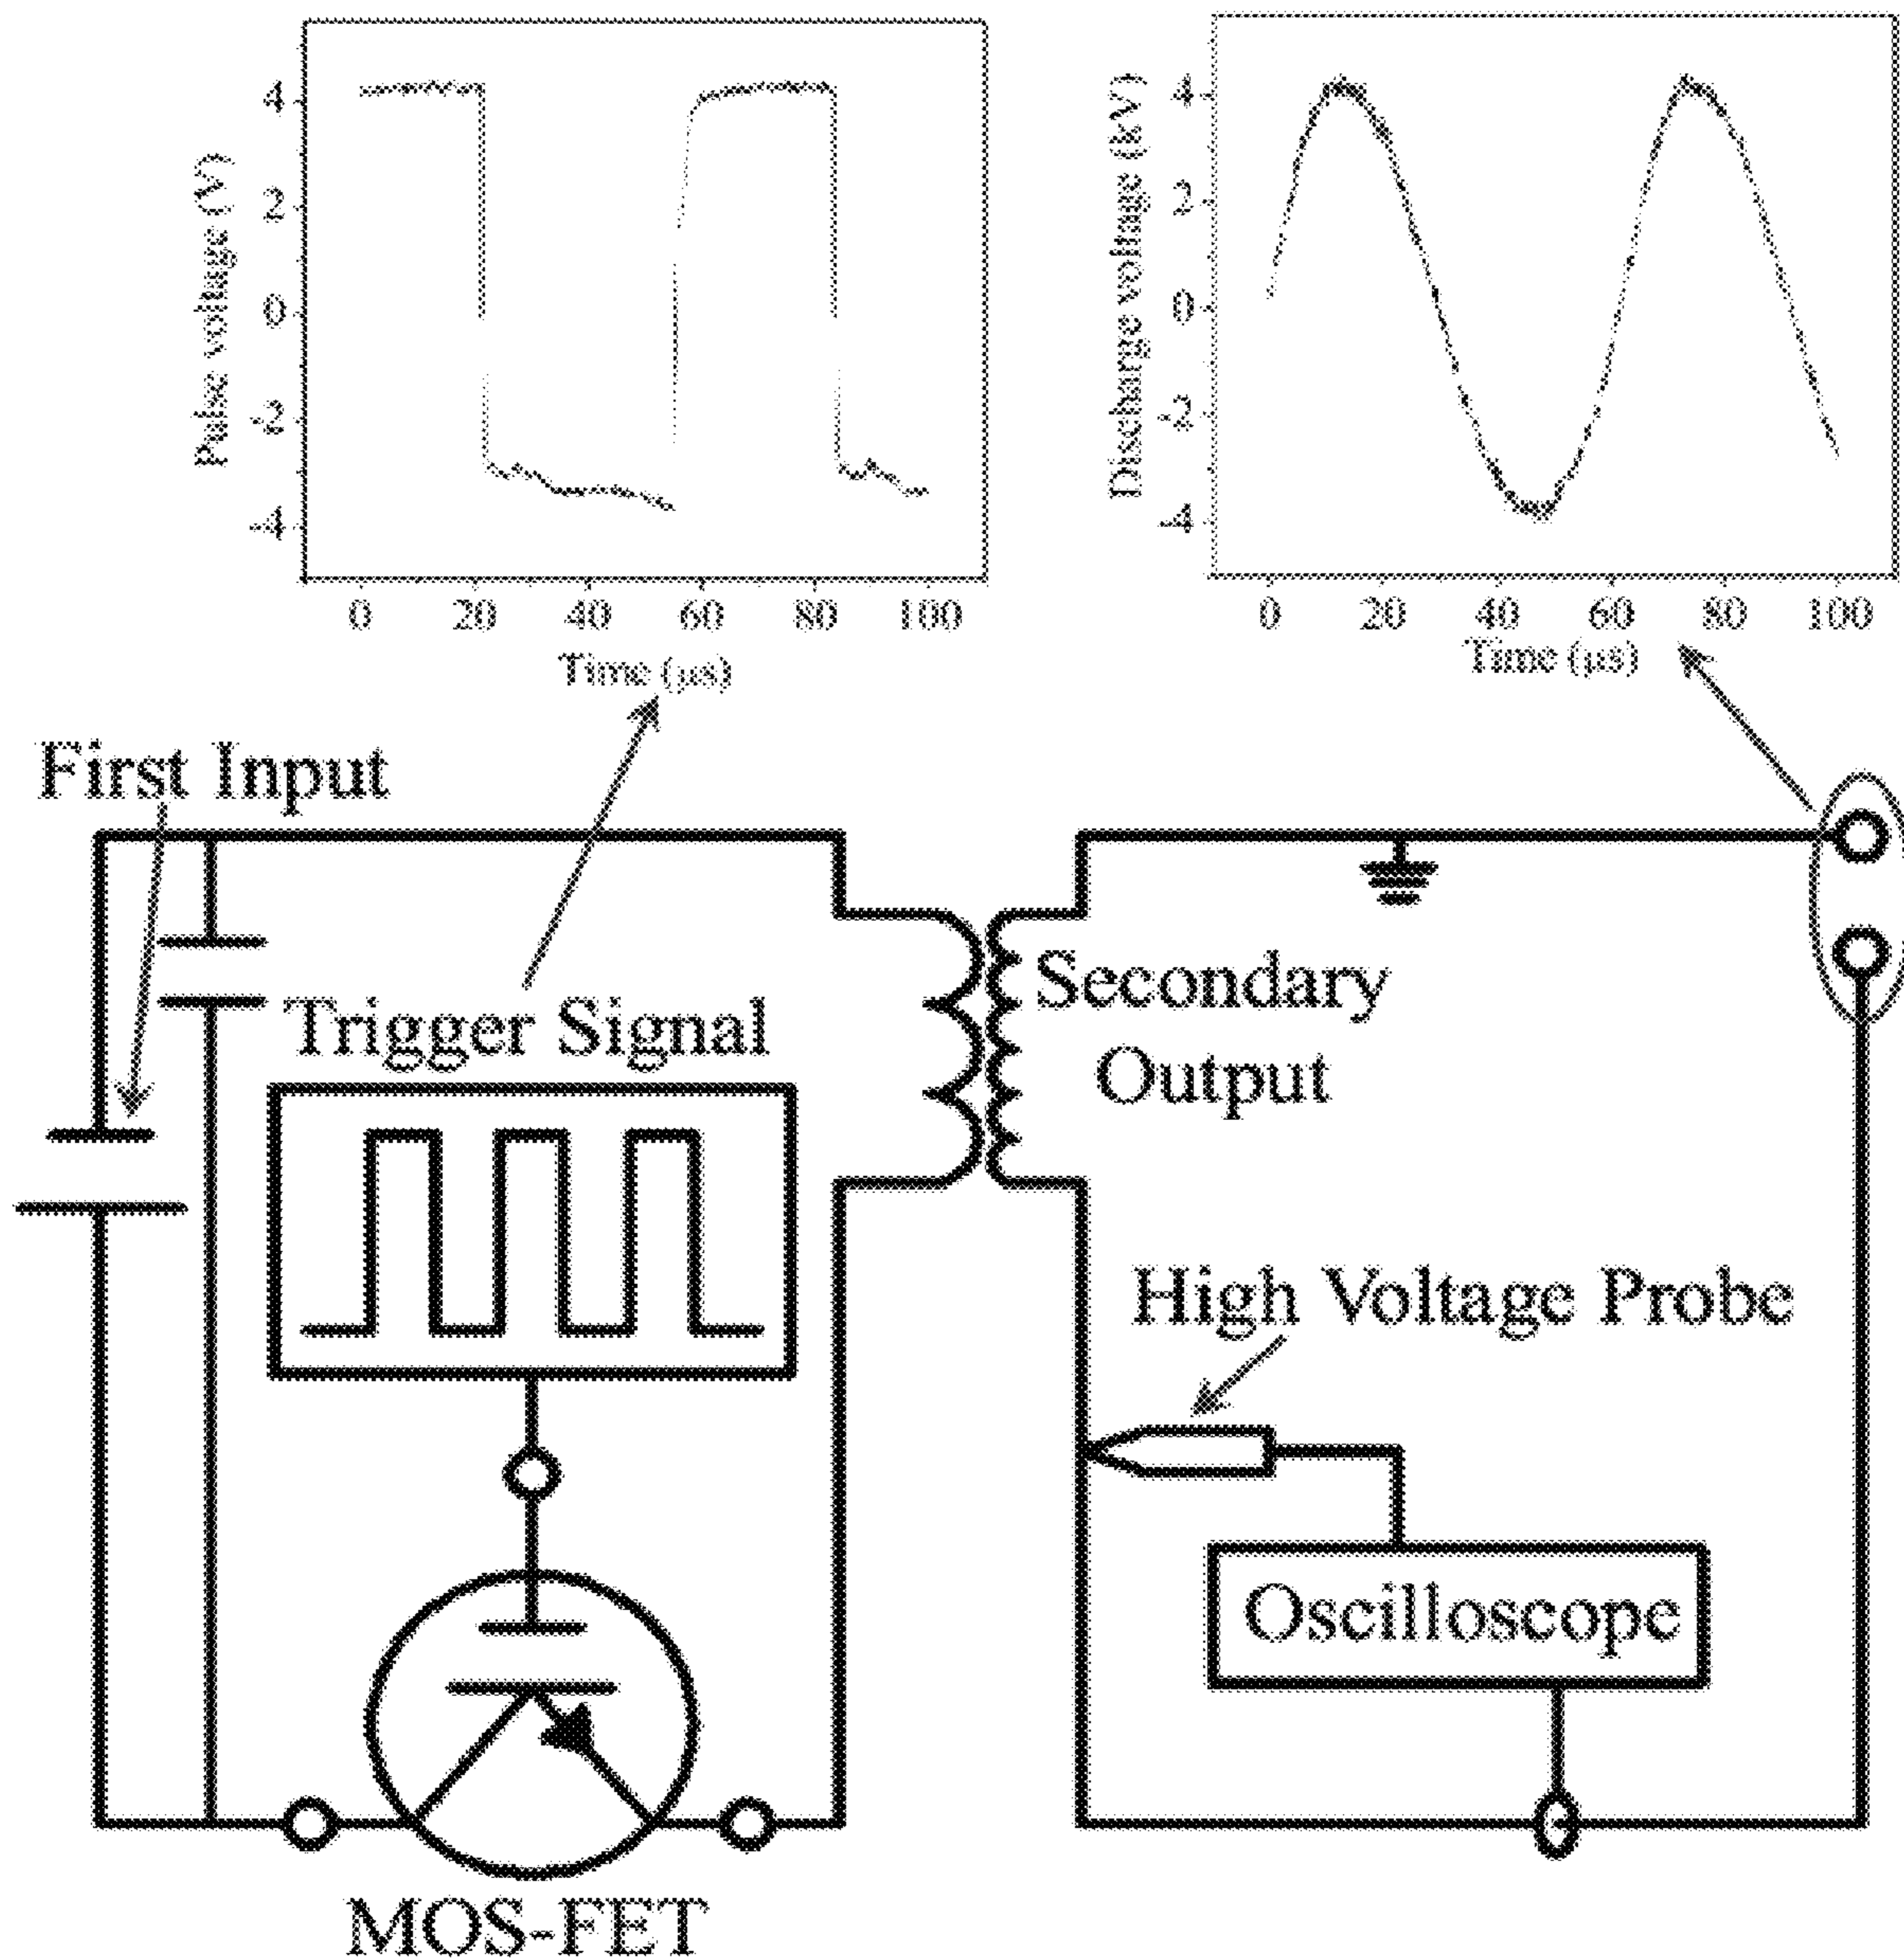 Pulse voltage (V)
4
2
0
-2
-4
0 20 40 60 80 100
Time (μs)
Discharge voltage (kV)
4
2
0
-2
-4
0 20 40 60 80 100
Time (μs)
First Input
Trigger Signal
Secondary
Output
High Voltage Probe
Oscilloscope
MOS-FET